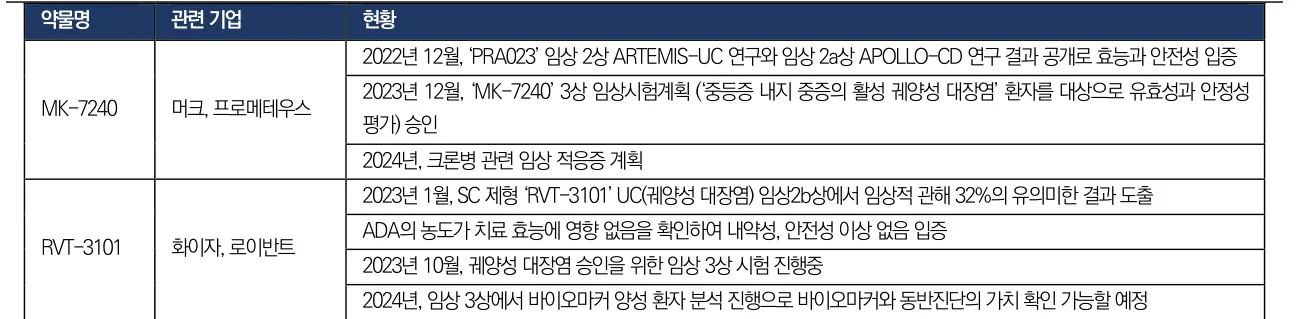 약물명 관련 기업 현황
MK-7240 머크, 프로메테우스
2022년 12월, ‘PRA023’ 임상 2상 ARTEMIS-UC 연구와 임상 2a상 APOLLO-CD 연구 결과 공개로 효능과 안전성 입증
2023년 12월, ‘MK-7240’ 3상 임상시험계획 (‘중등증 내지 중증의 활성 궤양성 대장염’ 환자를 대상으로 유효성과 안정성
평가) 승인
2024년, 크론병 관련 임상 적응증 계획
RVT-3101 화이자, 로이반트
2023년 1월, SC 제형 ‘RVT-3101’ UC(궤양성 대장염) 임상2b상에서 임상적 관해 32%의 유의미한 결과 도출
ADA의 농도가 치료 효능에 영향 없음을 확인하여 내약성, 안전성 이상 없음 입증
2023년 10월, 궤양성 대장염 승인을 위한 임상 3상 시험 진행중
2024년, 임상 3상에서 바이오마커 양성 환자 분석 진행으로 바이오마커와 동반진단의 가치 확인 가능할 예정